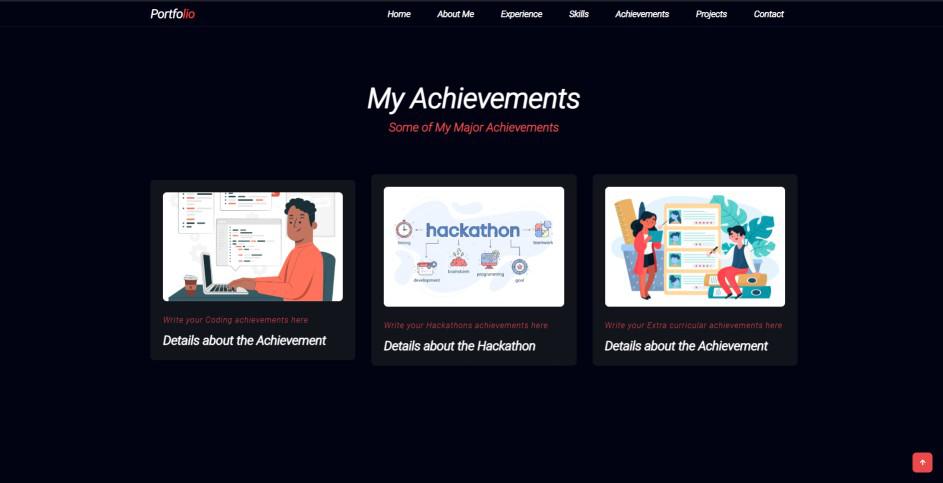 Portfolio
Home About Me Experience Skills Achievements Projects Contact
My Achievements
Some of My Major Achievements
hackathon
timing
teamwork
development
brainstorm
programming
goal
Write your Coding achievements here
Details about the Achievement
Write your Hackathons achievements here
Details about the Hackathon
Write your Extra curricular achievements here
Details about the Achievement